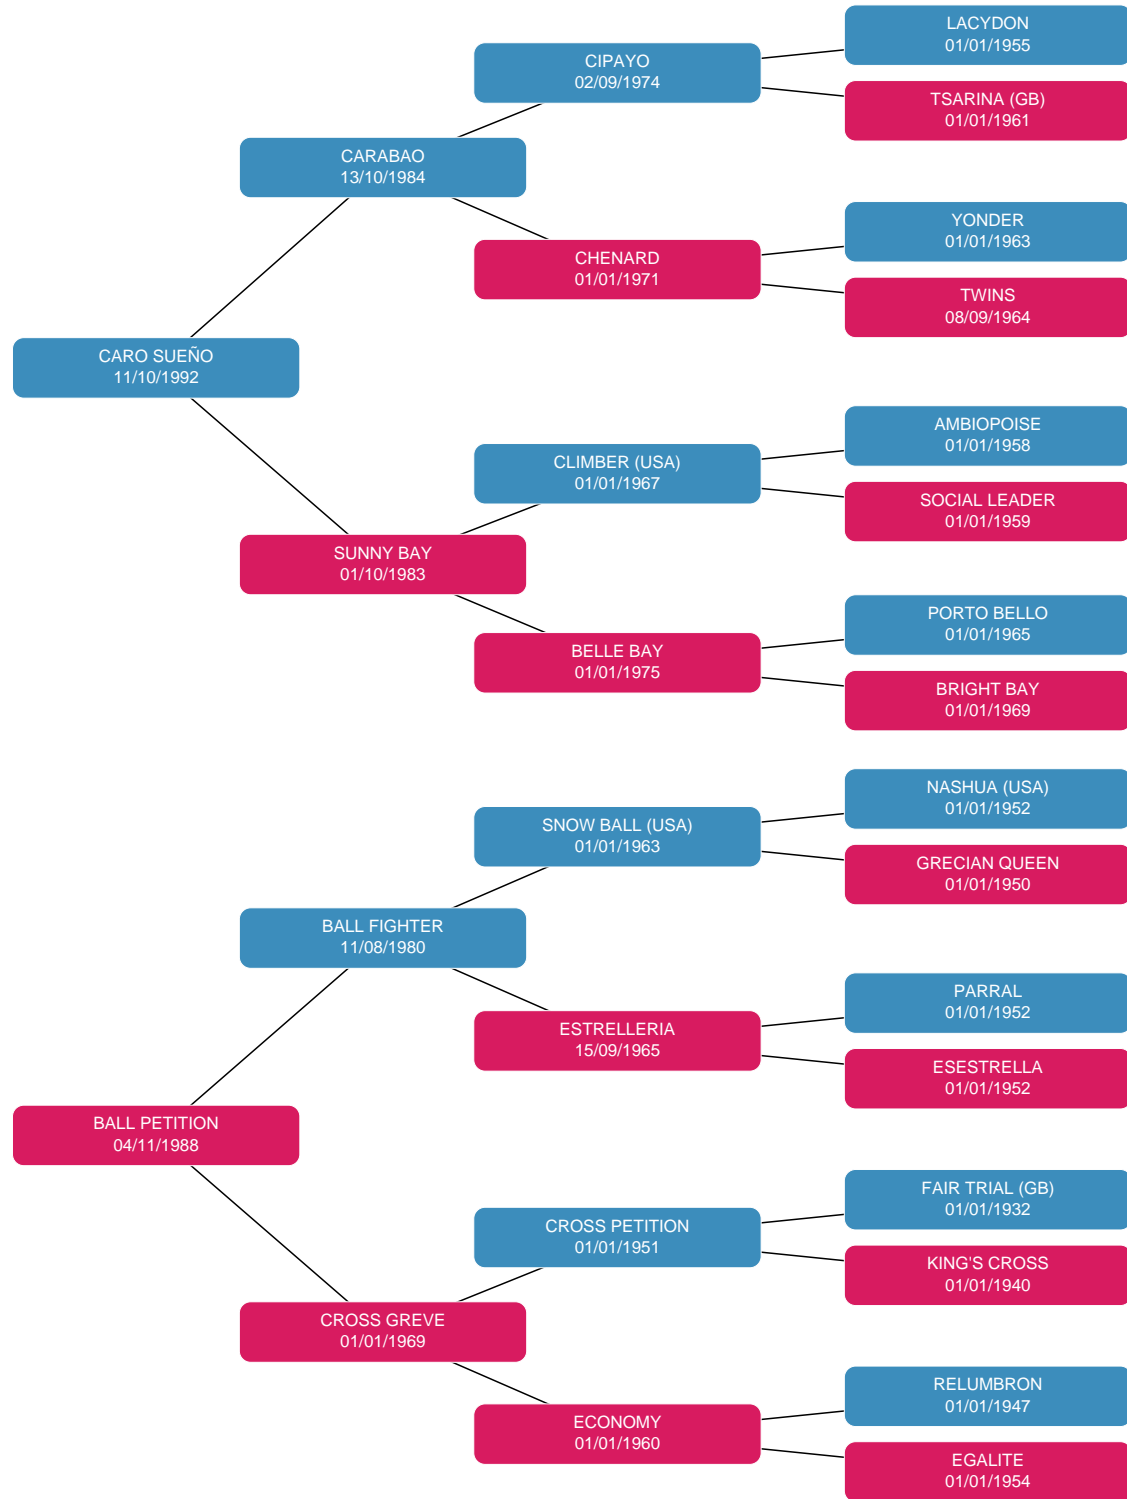 LACYDON
01/01/1955
CIPAYO
02/09/1974
TSARINA (GB)
01/01/1961
CARABAO
13/10/1984
YONDER
01/01/1963
CHENARD
01/01/1971
TWINS
08/09/1964
CARO SUEÑO
11/10/1992
AMBIOPOISE
01/01/1958
CLIMBER (USA)
01/01/1967
SOCIAL LEADER
01/01/1959
SUNNY BAY
01/10/1983
PORTO BELLO
01/01/1965
BELLE BAY
01/01/1975
BRIGHT BAY
01/01/1969
NASHUA (USA)
01/01/1952
SNOW BALL (USA)
01/01/1963
GRECIAN QUEEN
01/01/1950
BALL FIGHTER
11/08/1980
PARRAL
01/01/1952
ESTRELLERIA
15/09/1965
ESESTRELLA
01/01/1952
BALL PETITION
04/11/1988
FAIR TRIAL (GB)
01/01/1932
CROSS PETITION
01/01/1951
KING'S CROSS
01/01/1940
CROSS GREVE
01/01/1969
RELUMBRON
01/01/1947
ECONOMY
01/01/1960
EGALITE
01/01/1954